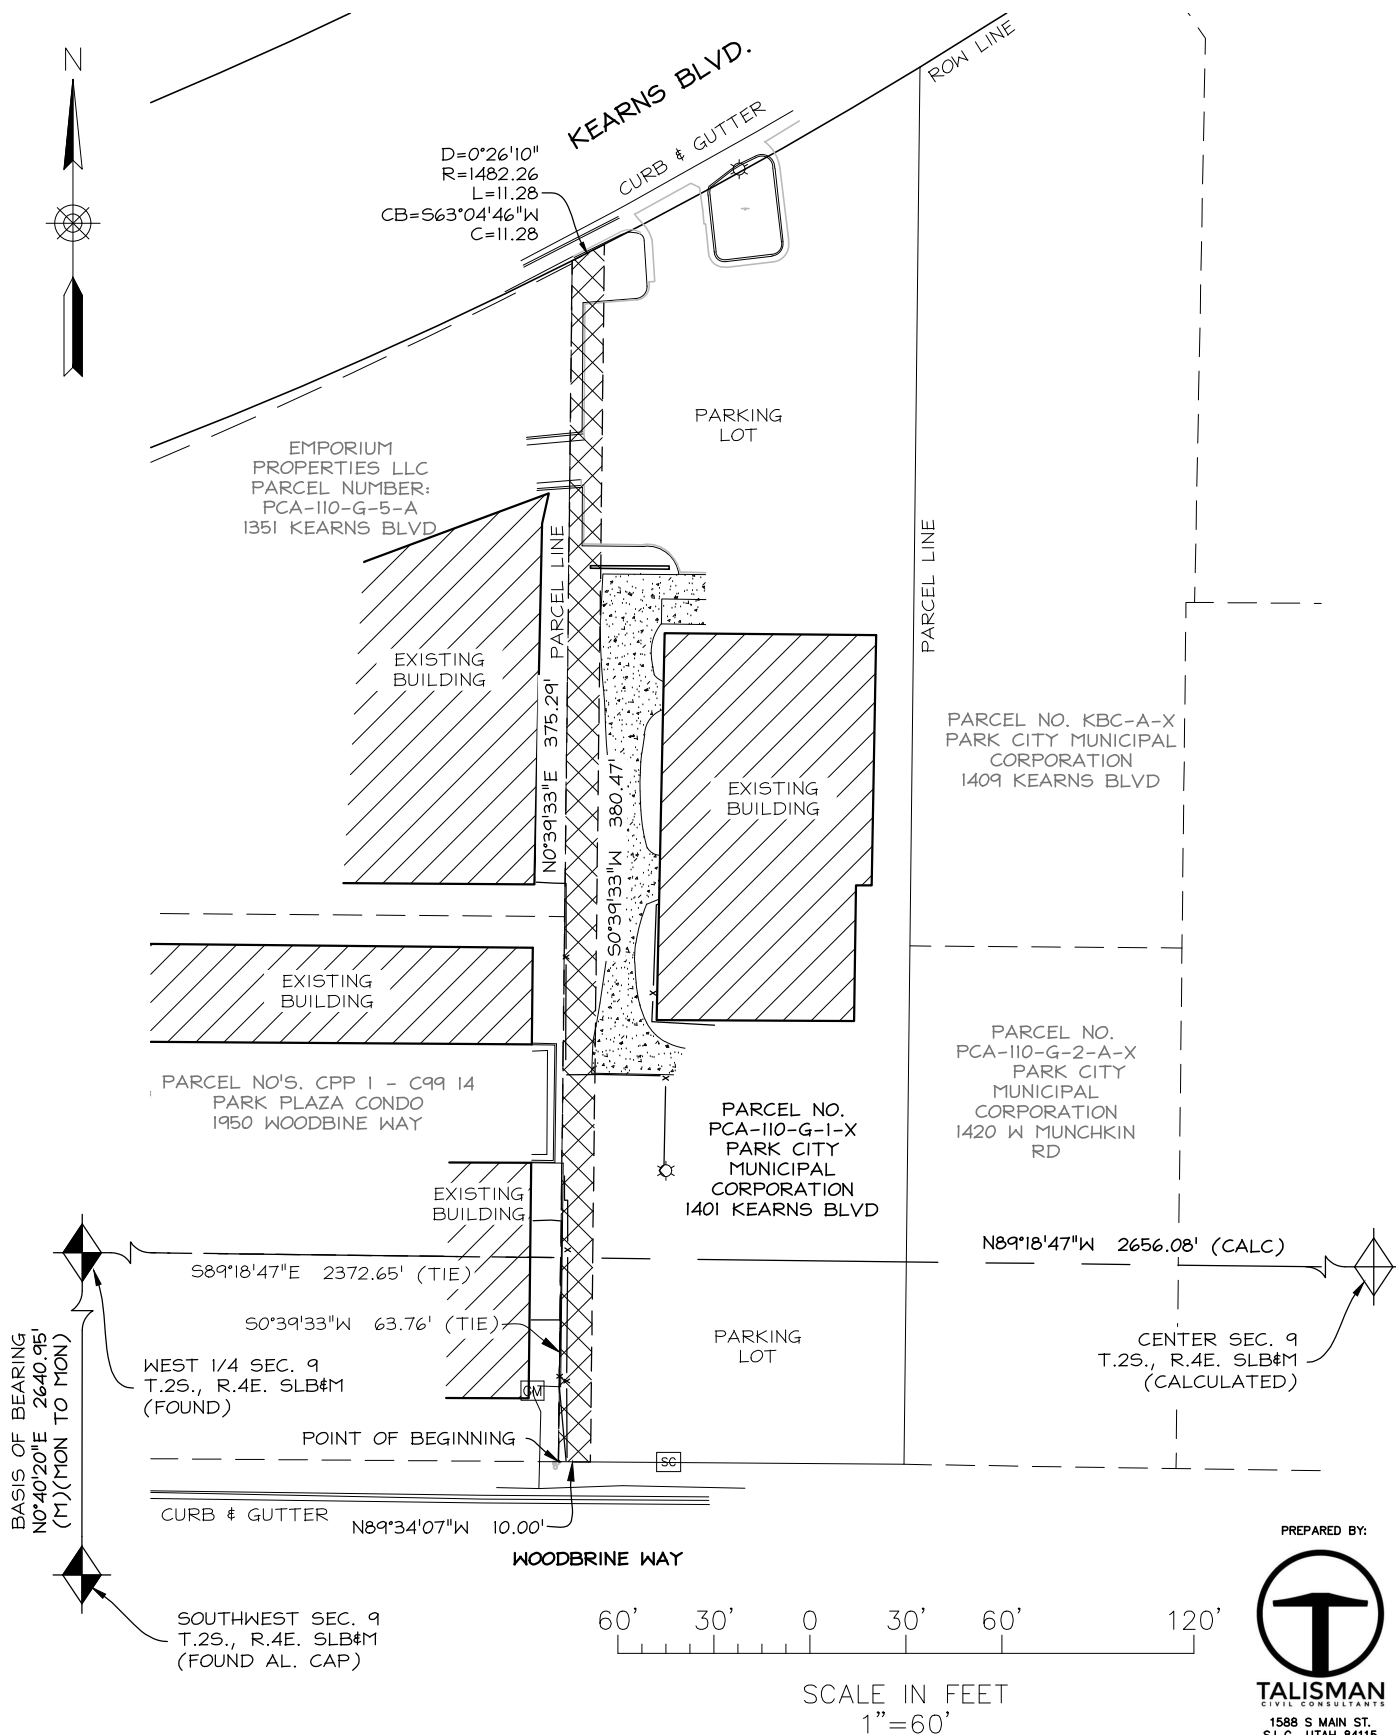 N
KEARNS BLVD.
ROW LINE
CURB & GUTTER
D=0°26'10"
R=1482.26
L=11.28
CB=S63°04'46"W
C=11.28
PARKING
LOT
EMPORIUM
PROPERTIES LLC
PARCEL NUMBER:
PCA-110-G-5-A
1351 KEARNS BLVD
PARCEL LINE
PARCEL LINE
EXISTING
BUILDING
N0°39'33"E 375.29'
S0°39'33"W 380.47'
EXISTING
BUILDING
PARCEL NO. KBC-A-X
PARK CITY MUNICIPAL
CORPORATION
1409 KEARNS BLVD
EXISTING
BUILDING
PARCEL NO'S. CPP 1 - C99 14
PARK PLAZA CONDO
1950 WOODBINE WAY
PARCEL NO.
PCA-110-G-1-X
PARK CITY
MUNICIPAL
CORPORATION
1401 KEARNS BLVD
PARCEL NO.
PCA-110-G-2-A-X
PARK CITY
MUNICIPAL
CORPORATION
1420 W MUNCHKIN
RD
EXISTING
BUILDING
N89°18'47"W 2656.08' (CALC)
S89°18'47"E 2372.65' (TIE)
S0°39'33"W 63.76' (TIE)
PARKING
LOT
WEST 1/4 SEC. 9
T.2S., R.4E. SLB&M
(FOUND)
CENTER SEC. 9
T.2S., R.4E. SLB&M
(CALCULATED)
BASIS OF BEARING
N0°40'20"E 2640.95'
(M)(MON TO MON)
GM
POINT OF BEGINNING
SC
CURB & GUTTER
N89°34'07"W 10.00'
WOODBRINE WAY
SOUTHWEST SEC. 9
T.2S., R.4E. SLB&M
(FOUND AL. CAP)
60' 30' 0 30' 60' 120'
SCALE IN FEET
1"=60'
PREPARED BY:
TALISMAN
CIVIL CONSULTANTS
1588 S MAIN ST.
S.L.C., UTAH 84115